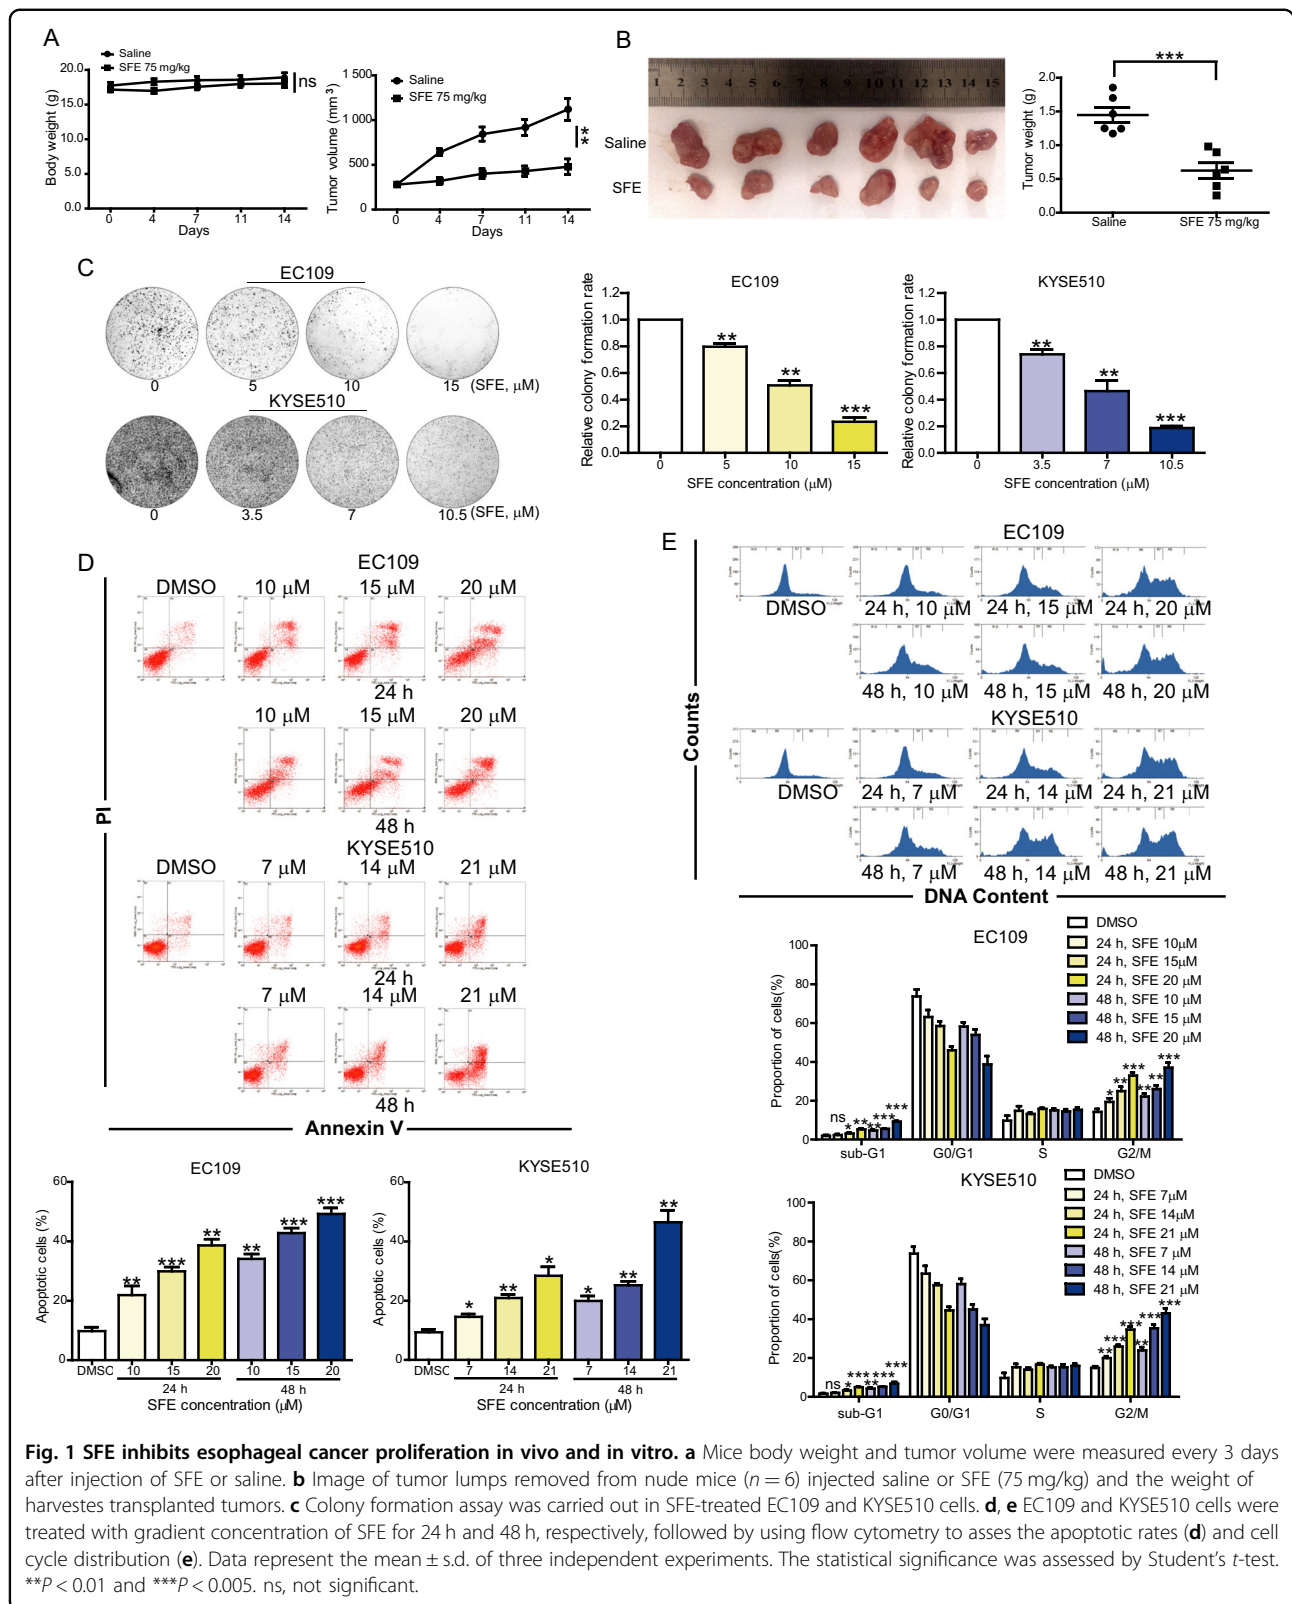 A
Saline
SFE 75 mg/kg
Body weight (g)
20.0
15.0
10.0
5.0
0.0
ns
0 4 7 11 14
Days
Saline
SFE 75 mg/kg
Tumor volume (mm³)
1 500
1 000
500
0
**
0 4 7 11 14
Days
B
1 2 3 4 5 6 7 8 9 10 11 12 13 14 15
Saline
SFE
***
Tumor weight (g)
2.0
1.5
1.0
0.5
0.0
Saline SFE 75 mg/kg
C
EC109
0 5 10 15 (SFE, μM)
KYSE510
0 3.5 7 10.5 (SFE, μM)
EC109
Relative colony formation rate
1.2
1.0
0.8
0.6
0.4
0.2
0.0
** ** ***
0 5 10 15
SFE concentration (μM)
KYSE510
Relative colony formation rate
1.2
1.0
0.8
0.6
0.4
0.2
0.0
** ** ***
0 3.5 7 10.5
SFE concentration (μM)
D
EC109
DMSO 10 μM 15 μM 20 μM
24 h
10 μM 15 μM 20 μM
48 h
KYSE510
DMSO 7 μM 14 μM 21 μM
24 h
7 μM 14 μM 21 μM
48 h
PI
Annexin V
EC109
Apoptotic cells (%)
60
40
20
0
** *** ** ** *** ***
DMSC 10 15 20 10 15 20
24 h 48 h
SFE concentration (μM)
KYSE510
Apoptotic cells (%)
60
40
20
0
* ** * * ** **
DMSC 7 14 21 7 14 21
24 h 48 h
SFE concentration (μM)
E
EC109
DMSO 24 h, 10 μM 24 h, 15 μM 24 h, 20 μM
48 h, 10 μM 48 h, 15 μM 48 h, 20 μM
KYSE510
DMSO 24 h, 7 μM 24 h, 14 μM 24 h, 21 μM
48 h, 7 μM 48 h, 14 μM 48 h, 21 μM
Counts
DNA Content
EC109
DMSO
24 h, SFE 10μM
24 h, SFE 15μM
24 h, SFE 20 μM
48 h, SFE 10 μM
48 h, SFE 15 μM
48 h, SFE 20 μM
Proportion of cells(%)
100
80
60
40
20
0
ns * ** ** *** ***
* ** *** ** ** ***
sub-G1 G0/G1 S G2/M
KYSE510
DMSO
24 h, SFE 7μM
24 h, SFE 14μM
24 h, SFE 21 μM
48 h, SFE 7 μM
48 h, SFE 14 μM
48 h, SFE 21 μM
Proportion of cells(%)
100
80
60
40
20
0
ns * *** ** *** ***
** *** *** ** *** ***
sub-G1 G0/G1 S G2/M
Fig. 1 SFE inhibits esophageal cancer proliferation in vivo and in vitro. a Mice body weight and tumor volume were measured every 3 days
after injection of SFE or saline. b Image of tumor lumps removed from nude mice (n = 6) injected saline or SFE (75 mg/kg) and the weight of
harvestes transplanted tumors. c Colony formation assay was carried out in SFE-treated EC109 and KYSE510 cells. d, e EC109 and KYSE510 cells were
treated with gradient concentration of SFE for 24 h and 48 h, respectively, followed by using flow cytometry to asses the apoptotic rates (d) and cell
cycle distribution (e). Data represent the mean ± s.d. of three independent experiments. The statistical significance was assessed by Student's t-test.
**P < 0.01 and ***P < 0.005. ns, not significant.